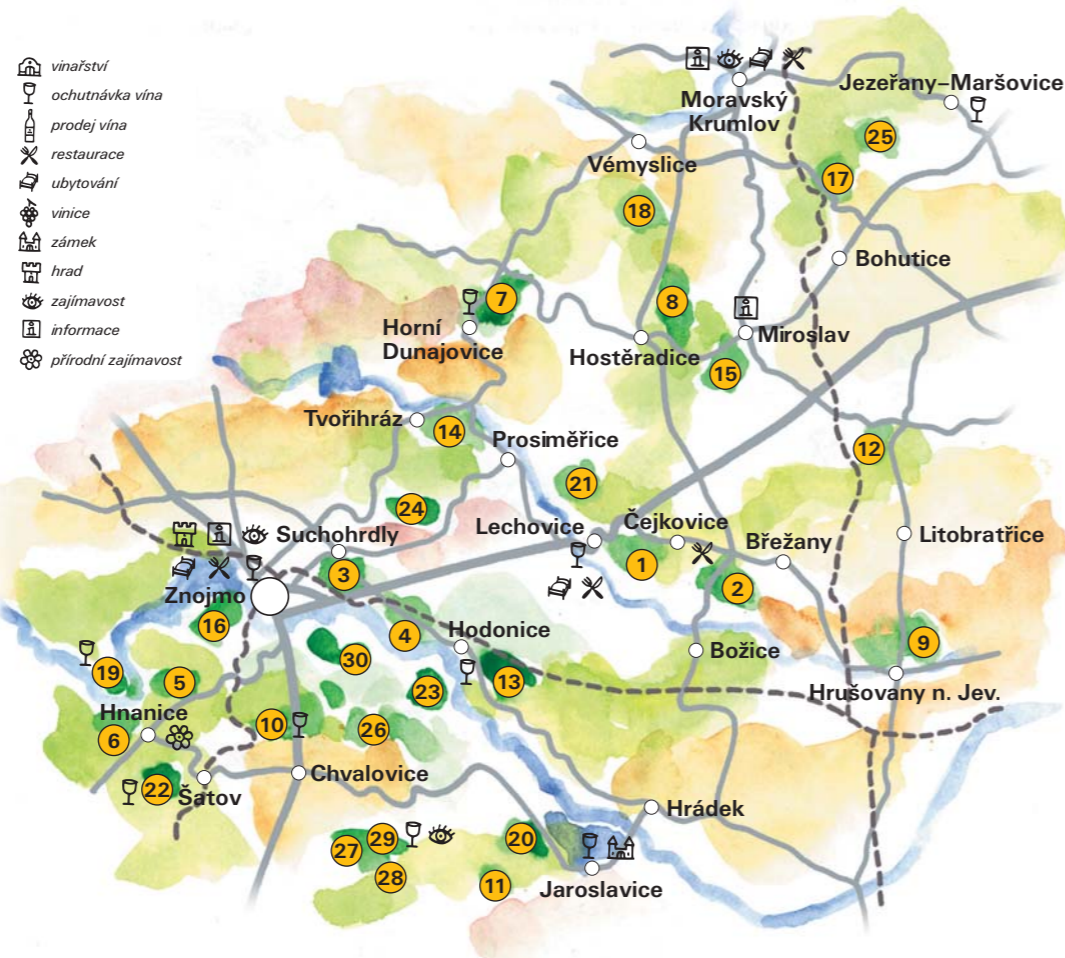 vinařství
ochutnávka vína
prodej vína
restaurace
ubytování
vinice
zámek
hrad
zajímavost
informace
přírodní zajímavost
Moravský
Krumlov
Jezeřany–Maršovice
25
Vémyslice
17
18
Bohutice
7
8
Horní
Dunajovice
Hostěradice
Miroslav
15
Tvořihráz
14
Prosiměřice
12
21
24
Suchohrdly
Lechovice
Čejkovice
Břežany
Litobratřice
3
1
2
Znojmo
16
4
Hodonice
Božice
9
30
19
5
23
13
Hrušovany n. Jev.
Hnanice
6
10
26
22
Šatov
Chvalovice
Hrádek
27
29
20
28
11
Jaroslavice